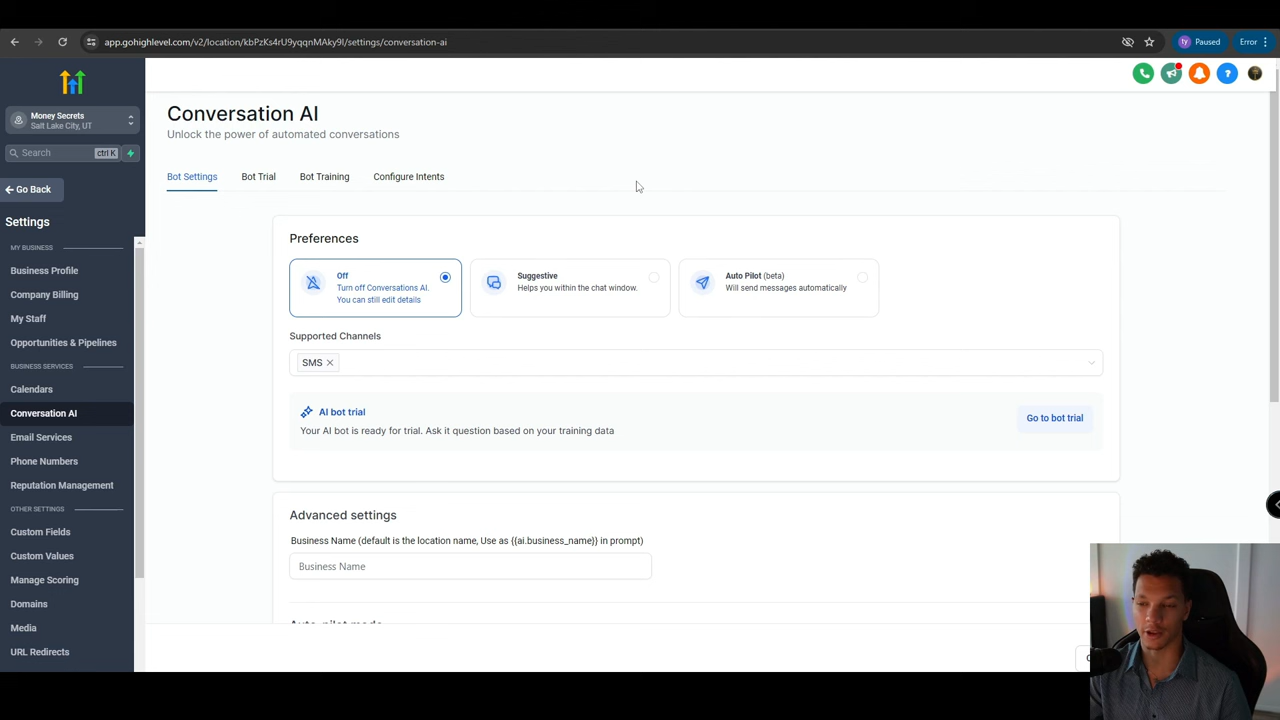 app.gohighlevel.com/v2/location/kbPzKs4rU9yqqnMAky9I/settings/conversation-ai
Paused
Error
Money Secrets
Salt Lake City, UT
Search
ctrl K
Go Back
Settings
MY BUSINESS
Business Profile
Company Billing
My Staff
Opportunities & Pipelines
BUSINESS SERVICES
Calendars
Conversation AI
Email Services
Phone Numbers
Reputation Management
OTHER SETTINGS
Custom Fields
Custom Values
Manage Scoring
Domains
Media
URL Redirects
Conversation AI
Unlock the power of automated conversations
Bot Settings
Bot Trial
Bot Training
Configure Intents
Preferences
Off
Turn off Conversations AI.
You can still edit details
Suggestive
Helps you within the chat window.
Auto Pilot (beta)
Will send messages automatically
Supported Channels
SMS
AI bot trial
Your AI bot is ready for trial. Ask it question based on your training data
Go to bot trial
Advanced settings
Business Name (default is the location name, Use as {{ai.business_name}} in prompt)
Business Name
Auto-pilot mode